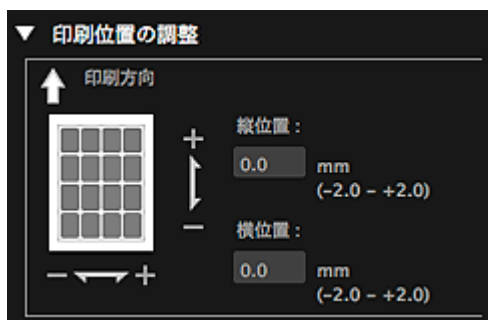 ▼ 印刷位置の調整
印刷方向
縦位置：
+
0.0 mm
(-2.0 – +2.0)
−
横位置：
− +
0.0 mm
(-2.0 – +2.0)